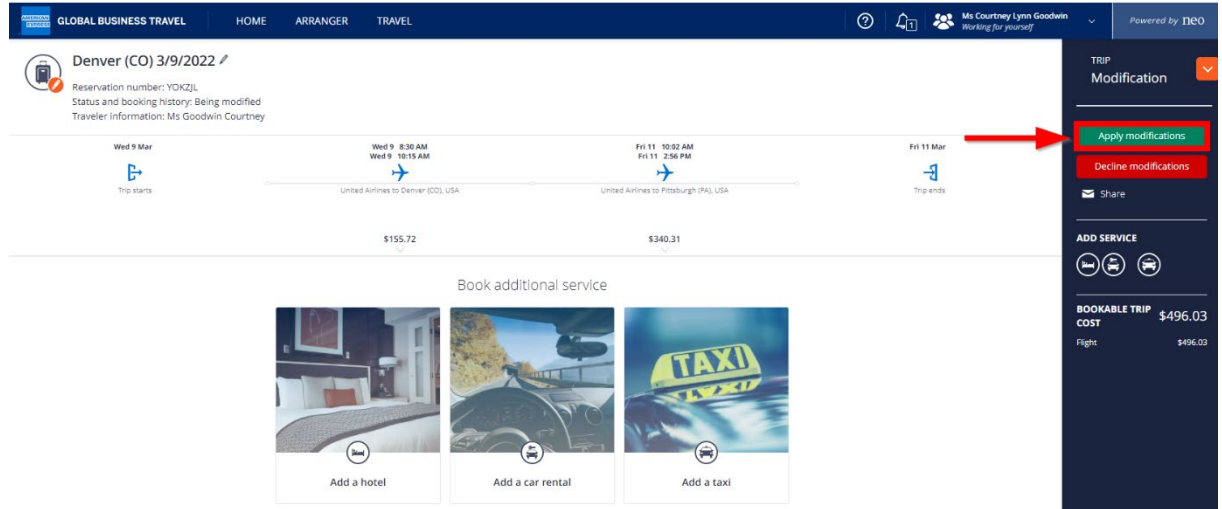 AMERICAN EXPRESS
GLOBAL BUSINESS TRAVEL
HOME
ARRANGER
TRAVEL
1
Ms Courtney Lynn Goodwin
Working for yourself
Powered by neo
Denver (CO) 3/9/2022
Reservation number: YOKZJL
Status and booking history: Being modified
Traveler information: Ms Goodwin Courtney
Wed 9 Mar
Trip starts
Wed 9 8:30 AM
Wed 9 10:15 AM
United Airlines to Denver (CO), USA
$155.72
Fri 11 10:02 AM
Fri 11 2:56 PM
United Airlines to Pittsburgh (PA), USA
$340.31
Fri 11 Mar
Trip ends
Book additional service
TAXI
Add a hotel
Add a car rental
Add a taxi
TRIP
Modification
Apply modifications
Decline modifications
Share
ADD SERVICE
BOOKABLE TRIP
COST
$496.03
Flight $496.03